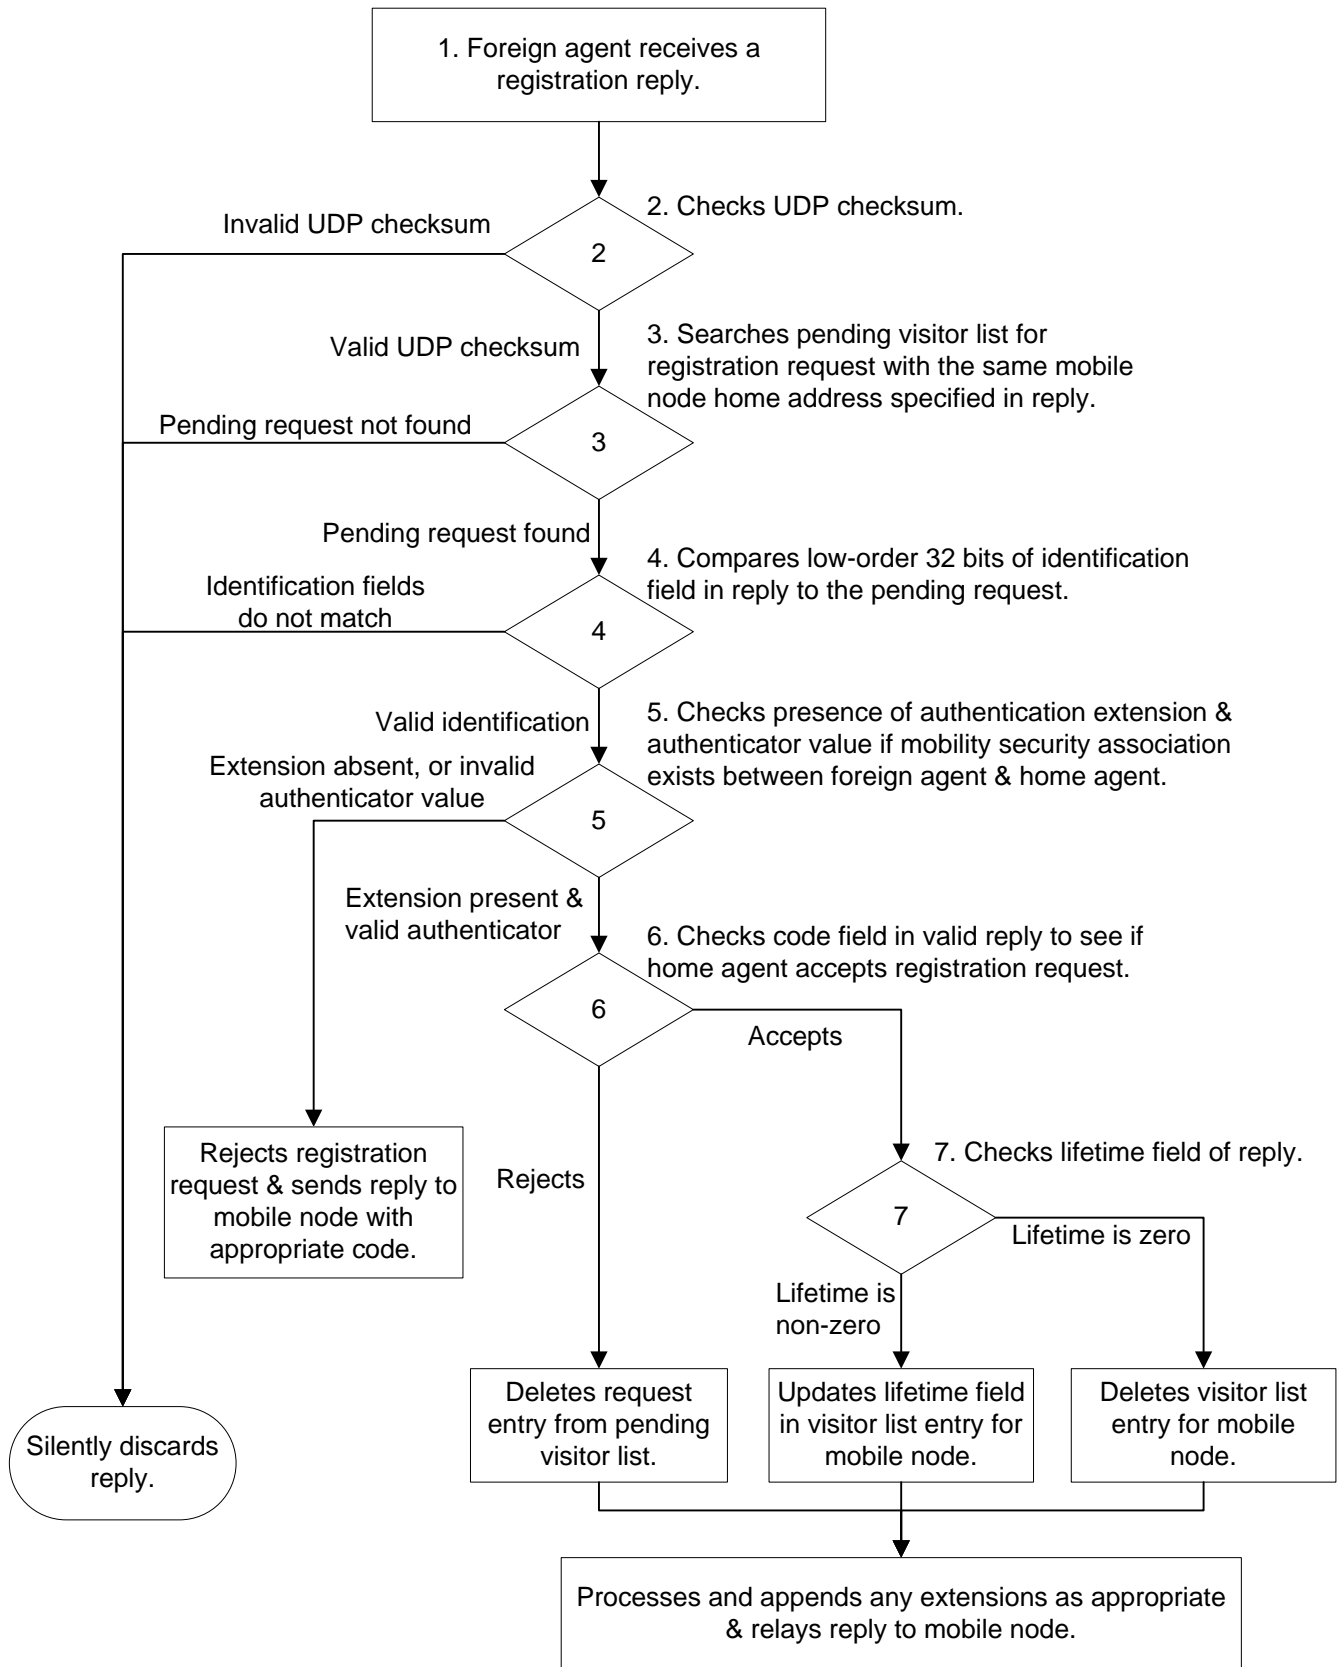 1. Foreign agent receives a
registration reply.
2. Checks UDP checksum.
Invalid UDP checksum
2
Valid UDP checksum
3. Searches pending visitor list for
registration request with the same mobile
node home address specified in reply.
Pending request not found
3
Pending request found
4. Compares low-order 32 bits of identification
field in reply to the pending request.
Identification fields
do not match
4
Valid identification
5. Checks presence of authentication extension &
authenticator value if mobility security association
exists between foreign agent & home agent.
Extension absent, or invalid
authenticator value
5
Extension present &
valid authenticator
6. Checks code field in valid reply to see if
home agent accepts registration request.
6
Accepts
Rejects registration
request & sends reply to
mobile node with
appropriate code.
Rejects
7. Checks lifetime field of reply.
7
Lifetime is zero
Lifetime is
non-zero
Silently discards
reply.
Deletes request
entry from pending
visitor list.
Updates lifetime field
in visitor list entry for
mobile node.
Deletes visitor list
entry for mobile
node.
Processes and appends any extensions as appropriate
& relays reply to mobile node.